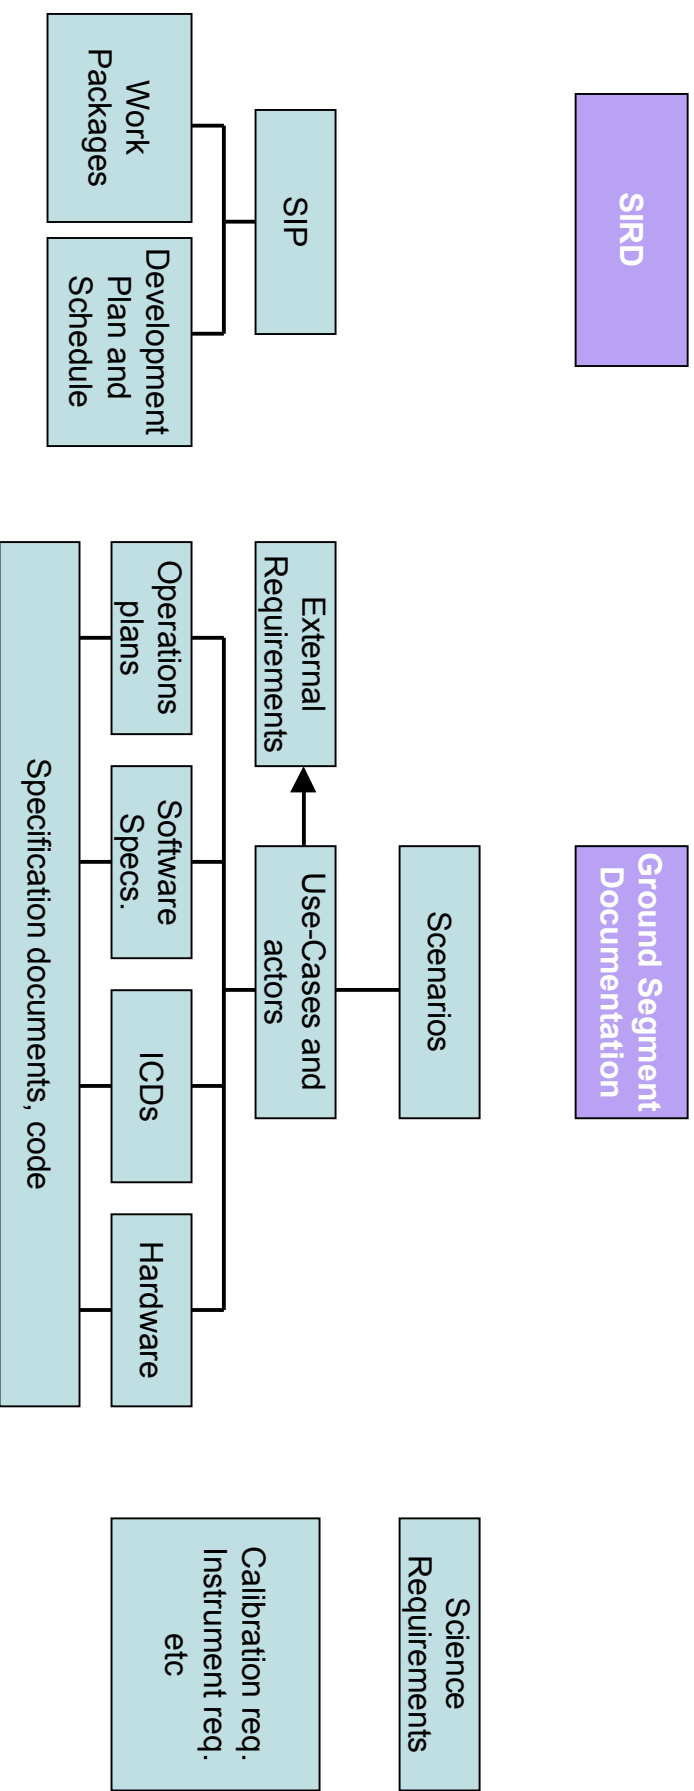 SIRD
Ground Segment
Documentation
Scenarios
Science
Requirements
SIP
External
Requirements
Use-Cases and
actors
Calibration req.
Instrument req.
etc
Work
Packages
Development
Plan and
Schedule
Operations
plans
Software
Specs.
ICDs
Hardware
Specification documents, code